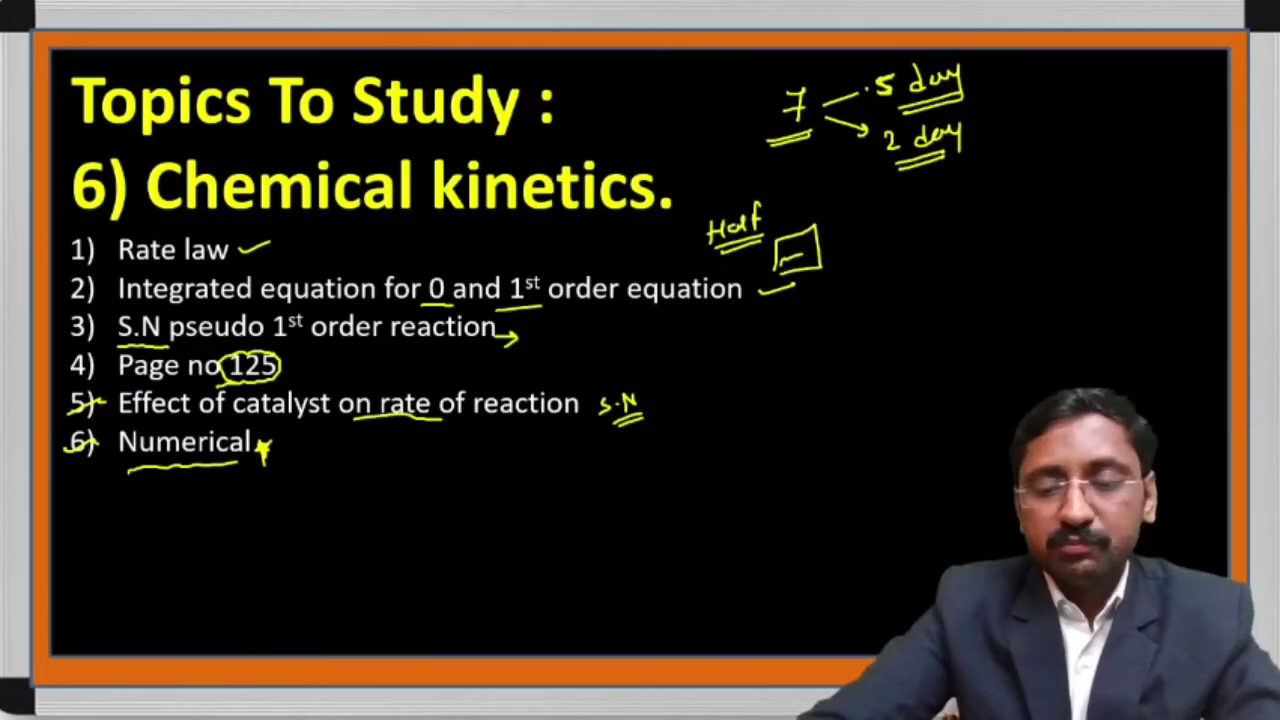 Topics To Study :
6) Chemical kinetics.
1) Rate law
2) Integrated equation for 0 and 1st order equation
3) S.N pseudo 1st order reaction
4) Page no 125
5) Effect of catalyst on rate of reaction S.N
6) Numerical
7
5 day
2 day
Half